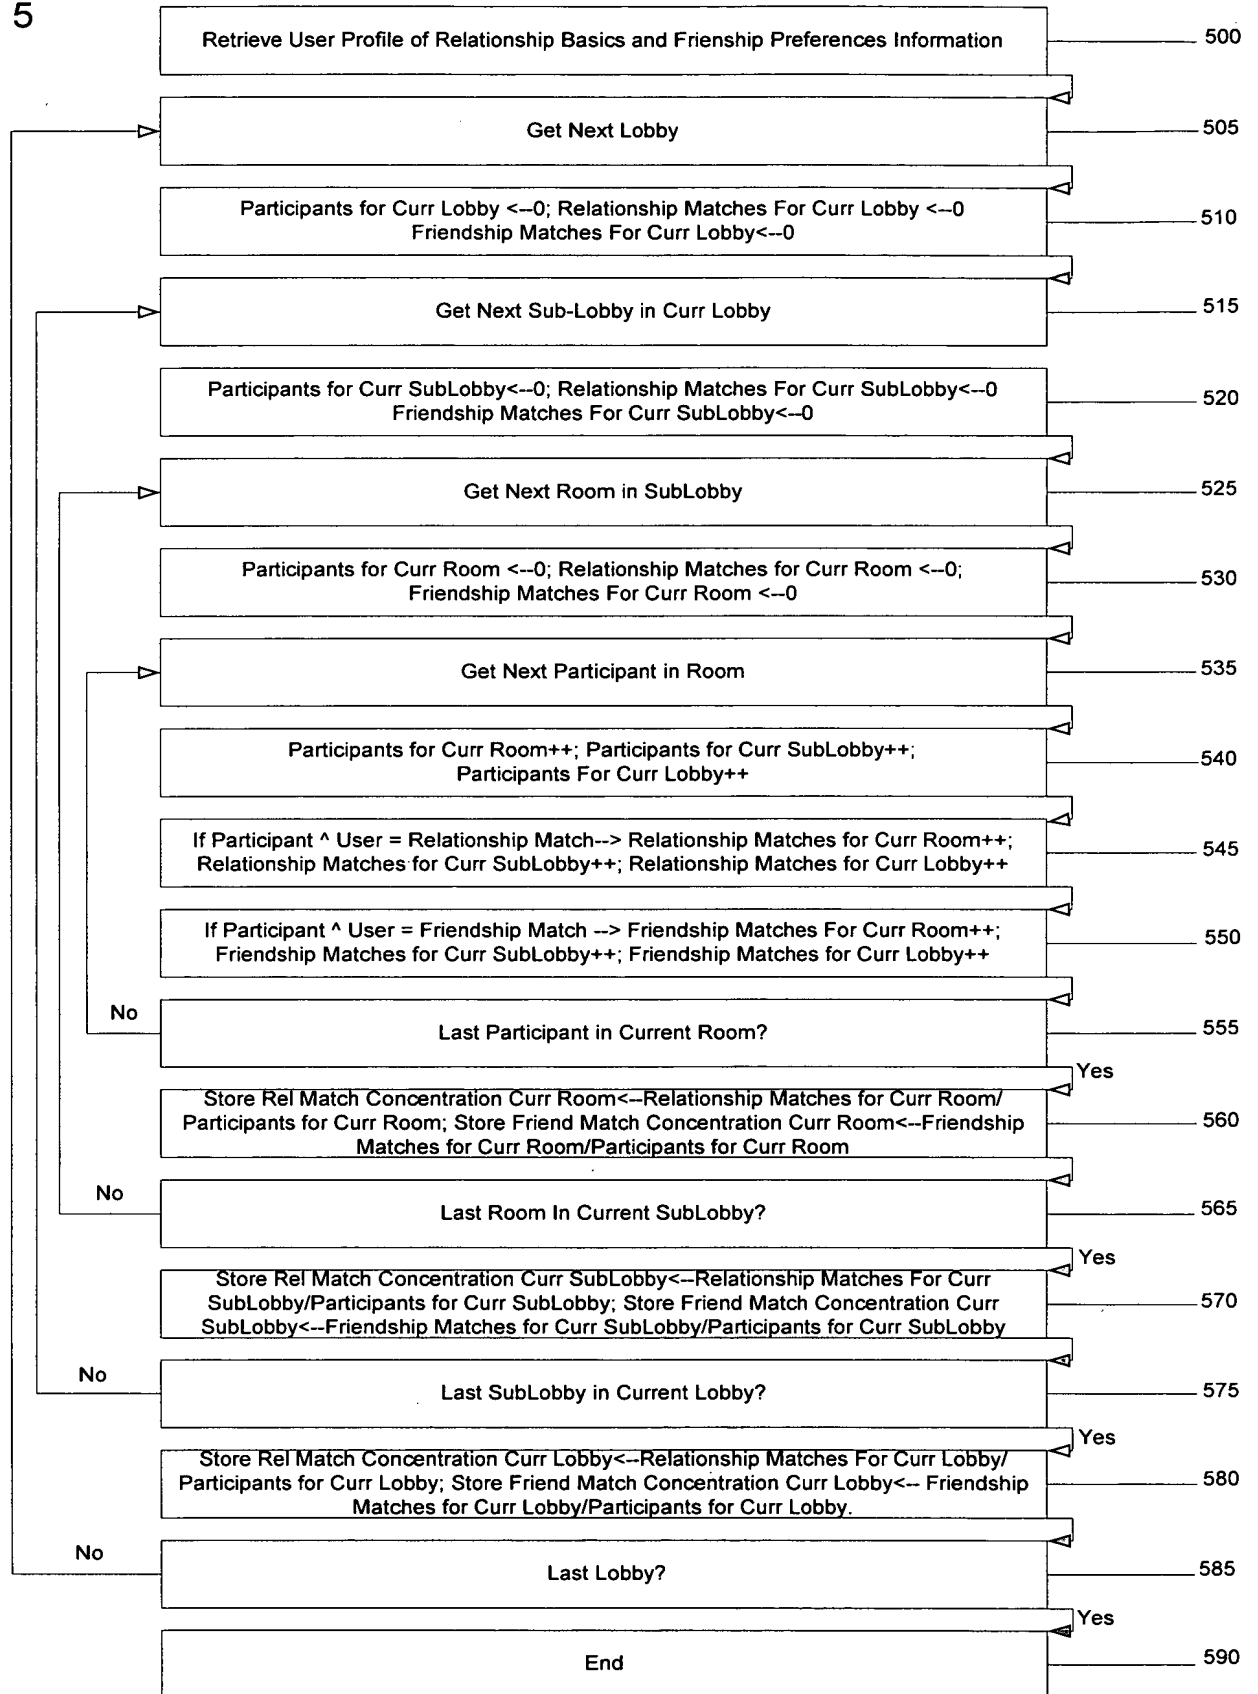 5
Retrieve User Profile of Relationship Basics and Frienship Preferences Information
500
Get Next Lobby
505
Participants for Curr Lobby <--0; Relationship Matches For Curr Lobby <--0
Friendship Matches For Curr Lobby<--0
510
Get Next Sub-Lobby in Curr Lobby
515
Participants for Curr SubLobby<--0; Relationship Matches For Curr SubLobby<--0
Friendship Matches For Curr SubLobby<--0
520
Get Next Room in SubLobby
525
Participants for Curr Room <--0; Relationship Matches for Curr Room <--0;
Friendship Matches For Curr Room <--0
530
Get Next Participant in Room
535
Participants for Curr Room++; Participants for Curr SubLobby++;
Participants For Curr Lobby++
540
If Participant ^ User = Relationship Match--> Relationship Matches for Curr Room++;
Relationship Matches for Curr SubLobby++; Relationship Matches for Curr Lobby++
545
If Participant ^ User = Friendship Match --> Friendship Matches For Curr Room++;
Friendship Matches for Curr SubLobby++; Friendship Matches for Curr Lobby++
550
No
Last Participant in Current Room?
555
Yes
Store Rel Match Concentration Curr Room<--Relationship Matches for Curr Room/
Participants for Curr Room; Store Friend Match Concentration Curr Room<--Friendship
Matches for Curr Room/Participants for Curr Room
560
No
Last Room In Current SubLobby?
565
Yes
Store Rel Match Concentration Curr SubLobby<--Relationship Matches For Curr
SubLobby/Participants for Curr SubLobby; Store Friend Match Concentration Curr
SubLobby<--Friendship Matches for Curr SubLobby/Participants for Curr SubLobby
570
No
Last SubLobby in Current Lobby?
575
Yes
Store Rel Match Concentration Curr Lobby<--Relationship Matches For Curr Lobby/
Participants for Curr Lobby; Store Friend Match Concentration Curr Lobby<-- Friendship
Matches for Curr Lobby/Participants for Curr Lobby.
580
No
Last Lobby?
585
Yes
End
590